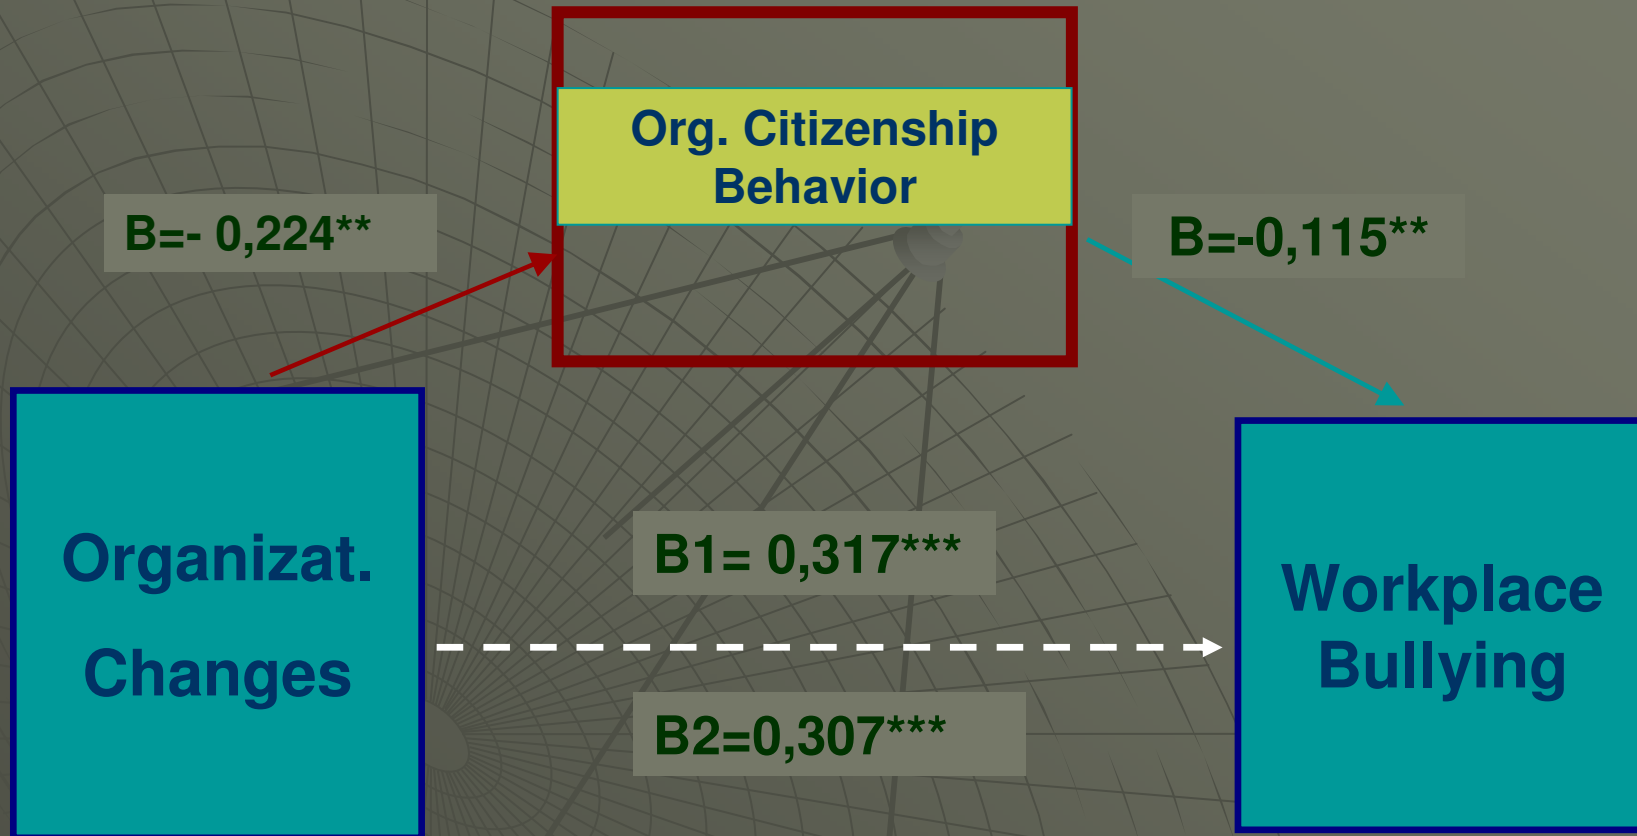 Org. Citizenship
Behavior
B=- 0,224**
B=-0,115**
Organizat.
Changes
B1= 0,317***
B2=0,307***
Workplace
Bullying